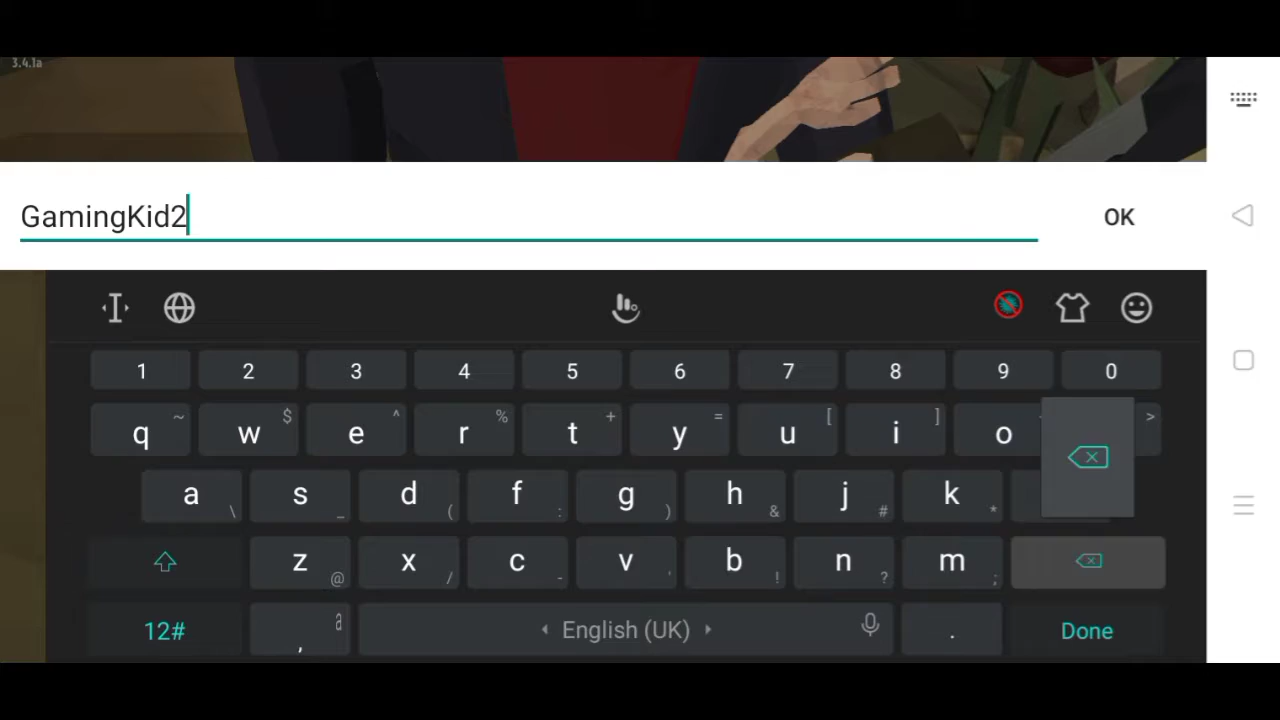 3.4.1a
GamingKid2
OK
1 2 3 4 5 6 7 8 9 0
q ~ w $ e ^ r % t + y = u [ i ] o >
a \ s _ d ( f : g ) h & j # k *
z @ x / c - v ' b ! n ? m ;
12# , English (UK) . Done